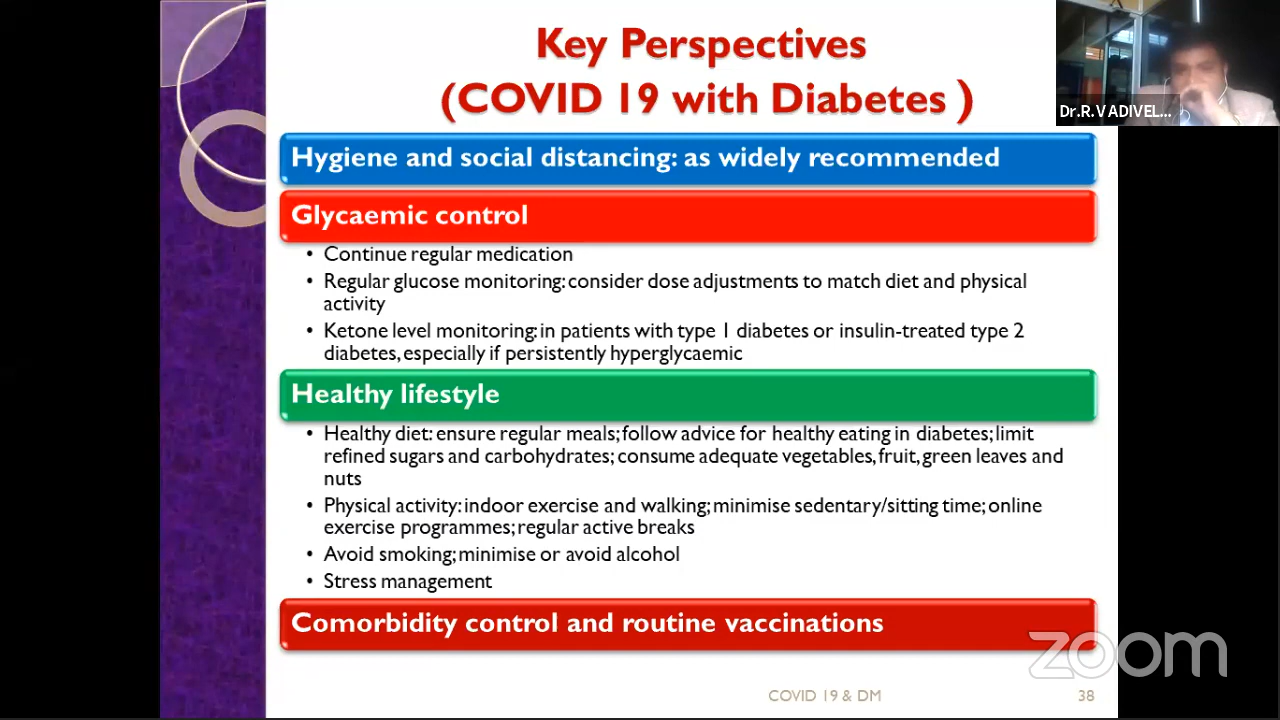 Key Perspectives
(COVID 19 with Diabetes )
Dr.R.VADIVEL...
Hygiene and social distancing: as widely recommended
Glycaemic control
• Continue regular medication
• Regular glucose monitoring: consider dose adjustments to match diet and physical
activity
• Ketone level monitoring: in patients with type 1 diabetes or insulin-treated type 2
diabetes, especially if persistently hyperglycaemic
Healthy lifestyle
• Healthy diet: ensure regular meals; follow advice for healthy eating in diabetes; limit
refined sugars and carbohydrates; consume adequate vegetables, fruit, green leaves and
nuts
• Physical activity: indoor exercise and walking; minimise sedentary/sitting time; online
exercise programmes; regular active breaks
• Avoid smoking; minimise or avoid alcohol
• Stress management
Comorbidity control and routine vaccinations
zoom
COVID 19 & DM
38